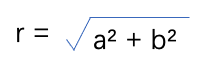 r = √a² + b²